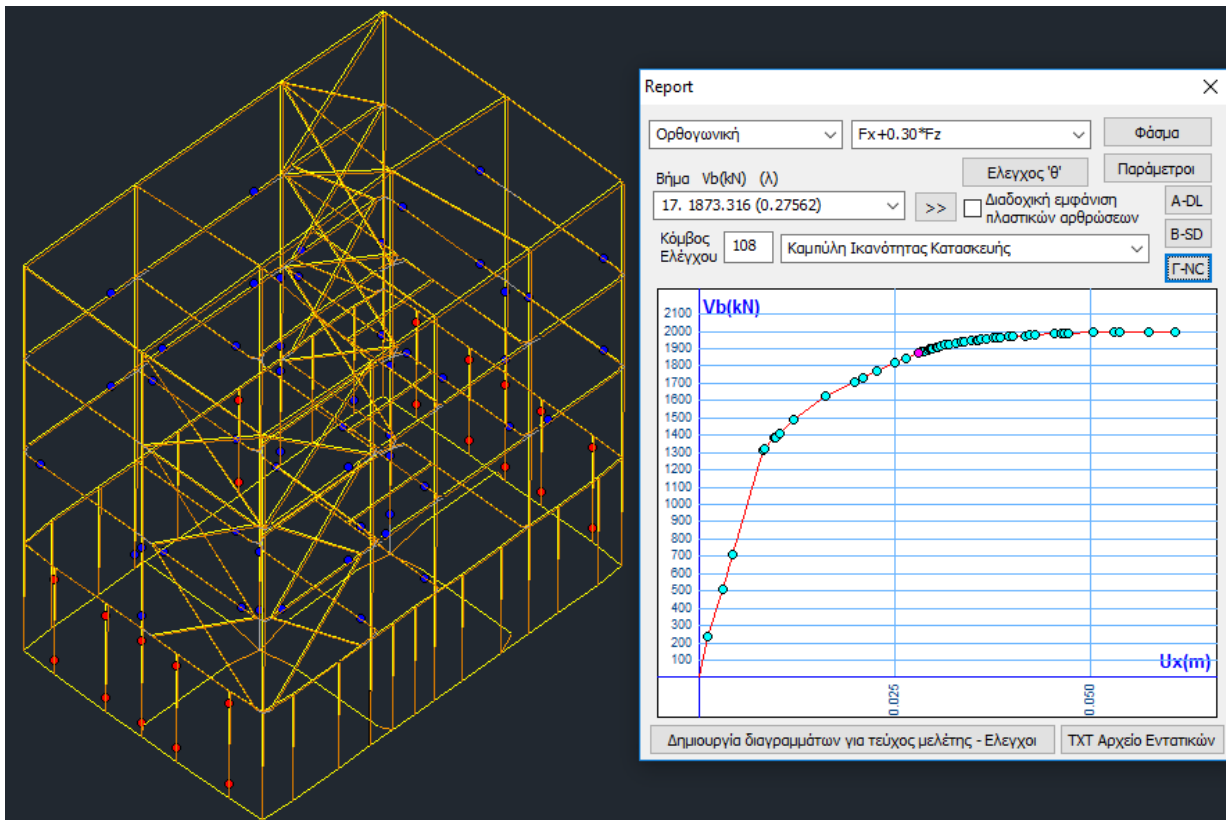 Report
Ορθογωνική
Fx+0.30*Fz
Φάσμα
Ελεγχος 'θ'
Παράμετροι
Βήμα Vb(kN) (λ)
17. 1873.316 (0.27562)
>>
Διαδοχική εμφάνιση
πλαστικών αρθρώσεων
A-DL
B-SD
Κόμβος
Ελέγχου
108
Καμπύλη Ικανότητας Κατασκευής
Γ-NC
Vb(kN)
2100
2000
1900
1800
1700
1600
1500
1400
1300
1200
1100
1000
900
800
700
600
500
400
300
200
100
Ux(m)
0.025
0.050
Δημιουργία διαγραμμάτων για τεύχος μελέτης - Ελεγχοι
TXT Αρχείο Εντατικών